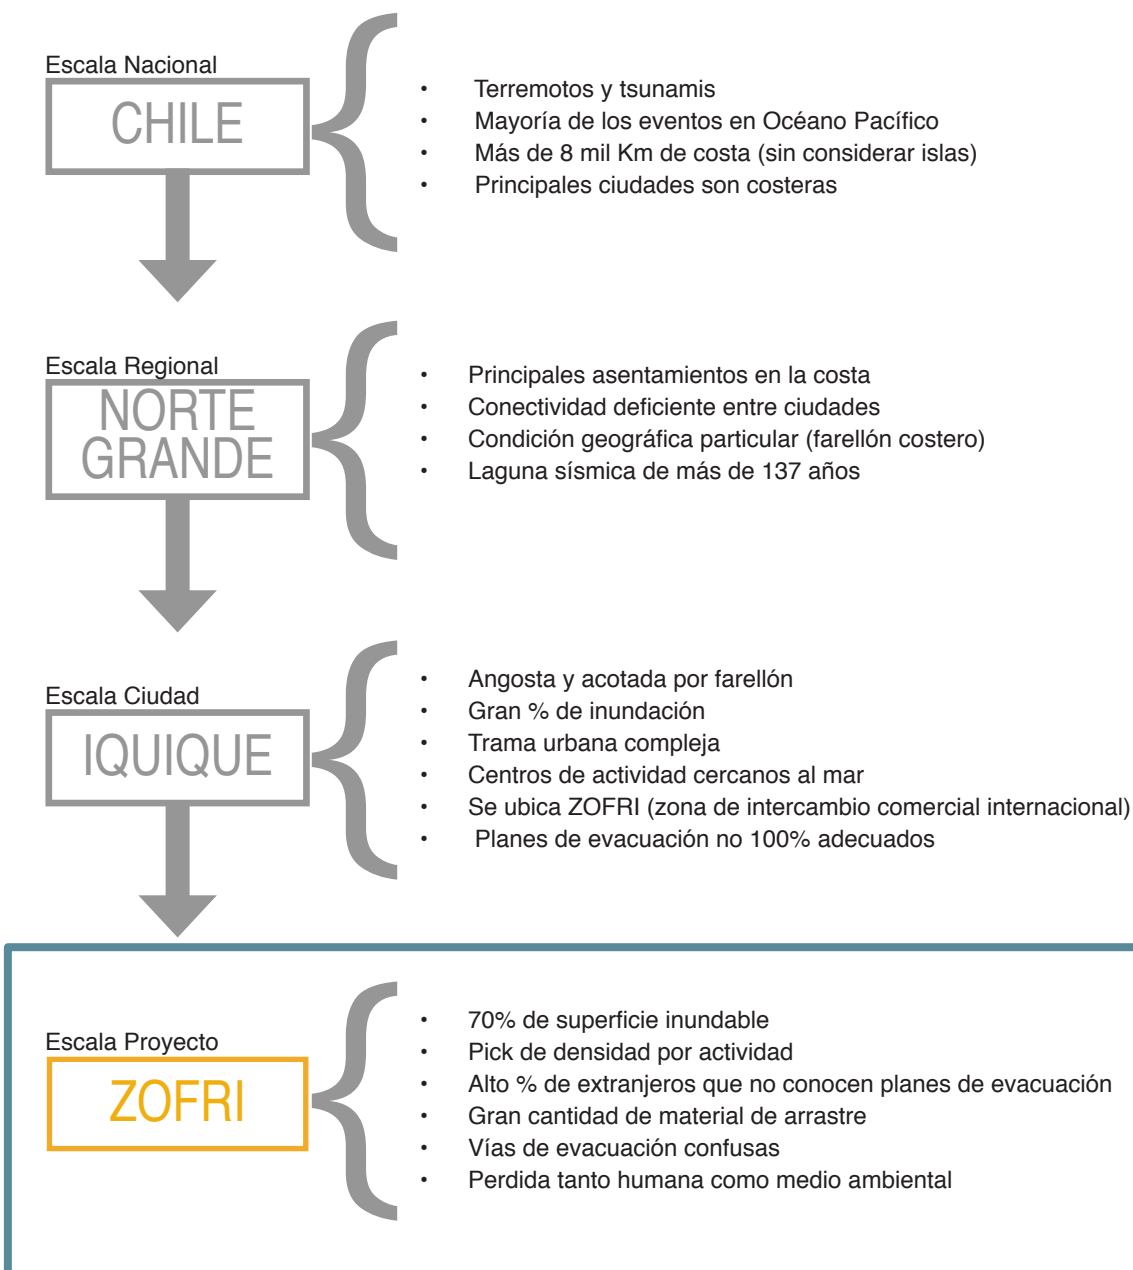 Escala Nacional
CHILE
• Terremotos y tsunamis
• Mayoría de los eventos en Océano Pacífico
• Más de 8 mil Km de costa (sin considerar islas)
• Principales ciudades son costeras
Escala Regional
NORTE
GRANDE
• Principales asentamientos en la costa
• Conectividad deficiente entre ciudades
• Condición geográfica particular (farellón costero)
• Laguna sísmica de más de 137 años
Escala Ciudad
IQUIQUE
• Angosta y acotada por farellón
• Gran % de inundación
• Trama urbana compleja
• Centros de actividad cercanos al mar
• Se ubica ZOFRI (zona de intercambio comercial internacional)
• Planes de evacuación no 100% adecuados
Escala Proyecto
ZOFRI
• 70% de superficie inundable
• Pick de densidad por actividad
• Alto % de extranjeros que no conocen planes de evacuación
• Gran cantidad de material de arrastre
• Vías de evacuación confusas
• Perdida tanto humana como medio ambiental